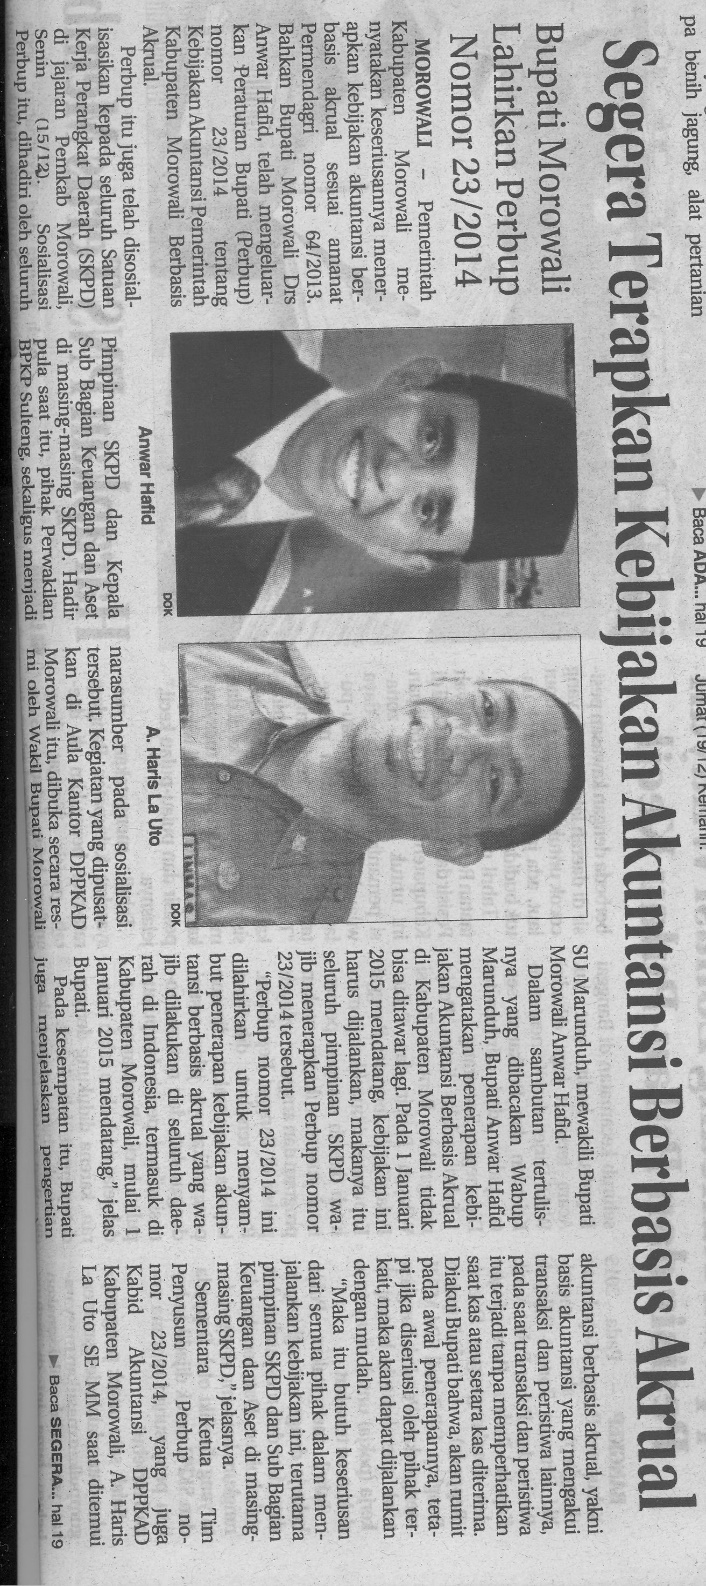 pa benih jagung, alat pertanian
▶ Baca ADA... hal 19
Jumat (19/12) kemarin.
Segera Terapkan Kebijakan Akuntansi Berbasis Akrual
Bupati Morowali
Lahirkan Perbup
Nomor 23/2014
MOROWALI – Pemerintah
Kabupaten Morowali me-
nyatakan keseriusannya mener-
apkan kebijakan akuntansi ber-
basis akrual sesuai amanat
Permendagri nomor 64/2013.
Bahkan Bupati Morowali Drs
Anwar Hafid, telah mengeluar-
kan Peraturan Bupati (Perbup)
nomor 23/2014 tentang
Kebijakan Akuntansi Pemerintah
Kabupaten Morowali Berbasis
Akrual.
Perbup itu juga telah disosial-
isasikan kepada seluruh Satuan
Kerja Perangkat Daerah (SKPD)
di jajaran Pemkab Morowali,
Senin (15/12). Sosialisasi
Perbup itu, dihadiri oleh seluruh
DOK
Anwar Hafid
Pimpinan SKPD dan Kepala
Sub Bagian Keuangan dan Aset
di masing-masing SKPD. Hadir
pula saat itu, pihak Perwakilan
BPKP Sulteng, sekaligus menjadi
LINMAS
DOK
A. Haris La Uto
narasumber pada sosialisasi
tersebut, Kegiatan yang dipusat-
kan di Aula Kantor DPPKAD
Morowali itu, dibuka secara res-
mi oleh Wakil Bupati Morowali
SU Marunduh, mewakili Bupati
Morowali Anwar Hafid.
Dalam sambutan tertulis-
nya yang dibacakan Wabup
Marunduh, Bupati Anwar Hafid
mengatakan penerapan kebi-
jakan Akuntansi Berbasis Akrual
di Kabupaten Morowali tidak
bisa ditawar lagi. Pada 1 Januari
2015 mendatang, kebijakan ini
harus dijalankan, makanya itu
seluruh pimpinan SKPD wa-
jib menerapkan Perbup nomor
23/2014 tersebut.
“Perbup nomor 23/2014 ini
dilahirkan untuk menyam-
but penerapan kebijakan akun-
tansi berbasis akrual yang wa-
jib dilakukan di seluruh dae-
rah di Indonesia, termasuk di
Kabupaten Morowali, mulai 1
Januari 2015 mendatang,” jelas
Bupati.
Pada kesempatan itu, Bupati
juga menjelaskan pengertian
akuntansi berbasis akrual, yakni
basis akuntansi yang mengakui
transaksi dan peristiwa lainnya,
pada saat transaksi dan peristiwa
itu terjadi tanpa memperhatikan
saat kas atau setara kas diterima.
Diakui Bupati bahwa, akan rumit
pada awal penerapannya, teta-
pi jika diseriusi oleh pihak ter-
kait, maka akan dapat dijalankan
dengan mudah.
“Maka itu butuh keseriusan
dari semua pihak dalam men-
jalankan kebijakan ini, terutama
pimpinan SKPD dan Sub Bagian
Keuangan dan Aset di masing-
masing SKPD,” jelasnya.
Sementara Ketua Tim
Penyusun Perbup no-
mor 23/2014, yang juga
Kabid Akuntansi DPPKAD
Kabupaten Morowali, A. Haris
La Uto SE MM saat ditemui
▶ Baca SEGERA... hal 19